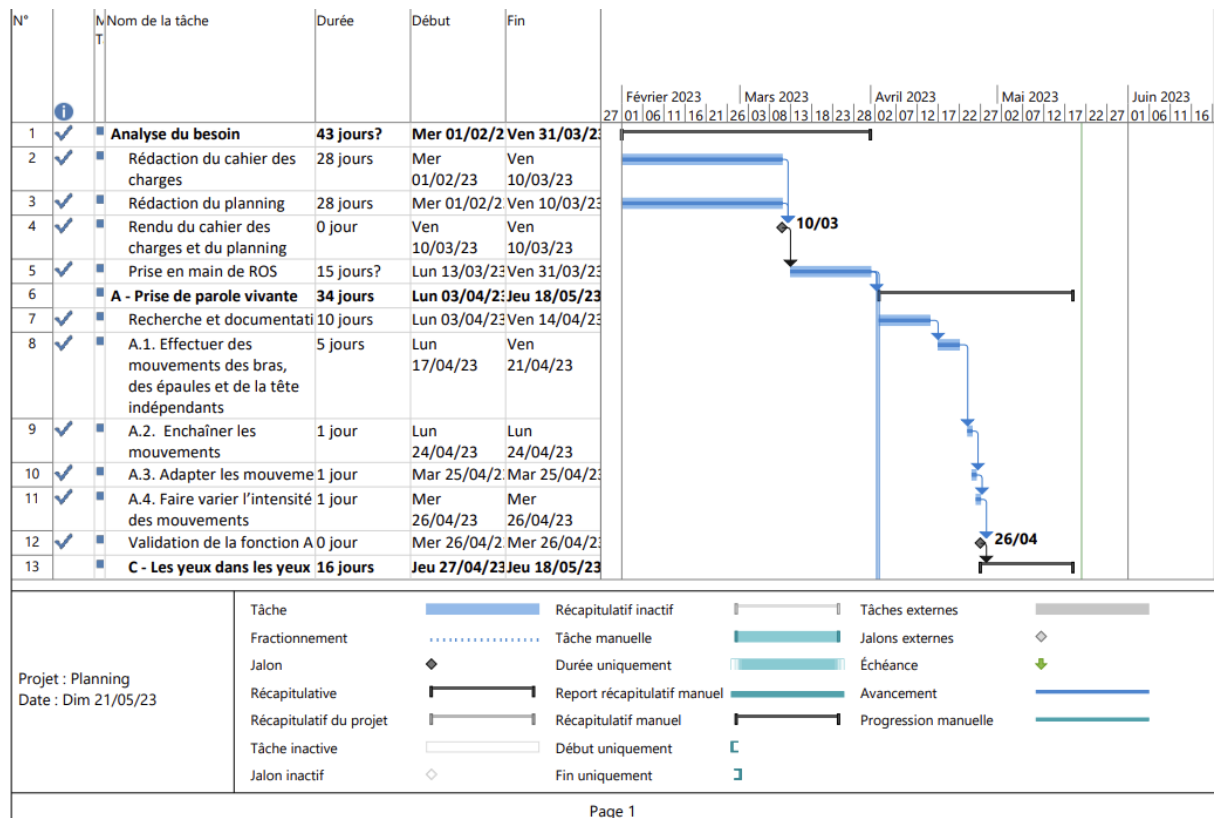 N° M Nom de la tâche Durée Début Fin
T
Février 2023 Mars 2023 Avril 2023 Mai 2023 Juin 2023
27 01 06 11 16 21 26 03 08 13 18 23 28 02 07 12 17 22 27 02 07 12 17 22 27 01 06 11 16
1 Analyse du besoin 43 jours? Mer 01/02/2 Ven 31/03/23
2 Rédaction du cahier des 28 jours Mer Ven
charges 01/02/23 10/03/23
3 Rédaction du planning 28 jours Mer 01/02/2 Ven 10/03/23
4 Rendu du cahier des 0 jour Ven Ven 10/03
charges et du planning 10/03/23 10/03/23
5 Prise en main de ROS 15 jours? Lun 13/03/23 Ven 31/03/23
6 A - Prise de parole vivante 34 jours Lun 03/04/23 Jeu 18/05/23
7 Recherche et documentati 10 jours Lun 03/04/23 Ven 14/04/23
8 A.1. Effectuer des 5 jours Lun Ven
mouvements des bras, 17/04/23 21/04/23
des épaules et de la tête
indépendants
9 A.2. Enchaîner les 1 jour Lun Lun
mouvements 24/04/23 24/04/23
10 A.3. Adapter les mouveme 1 jour Mar 25/04/2 Mar 25/04/23
11 A.4. Faire varier l'intensité 1 jour Mer Mer
des mouvements 26/04/23 26/04/23
12 Validation de la fonction A 0 jour Mer 26/04/2 Mer 26/04/23 26/04
13 C - Les yeux dans les yeux 16 jours Jeu 27/04/23 Jeu 18/05/23
Projet : Planning
Date : Dim 21/05/23
Tâche Récapitulatif inactif Tâches externes
Fractionnement Tâche manuelle Jalons externes
Jalon Durée uniquement Échéance
Récapitulative Report récapitulatif manuel Avancement
Récapitulatif du projet Récapitulatif manuel Progression manuelle
Tâche inactive Début uniquement
Jalon inactif Fin uniquement
Page 1